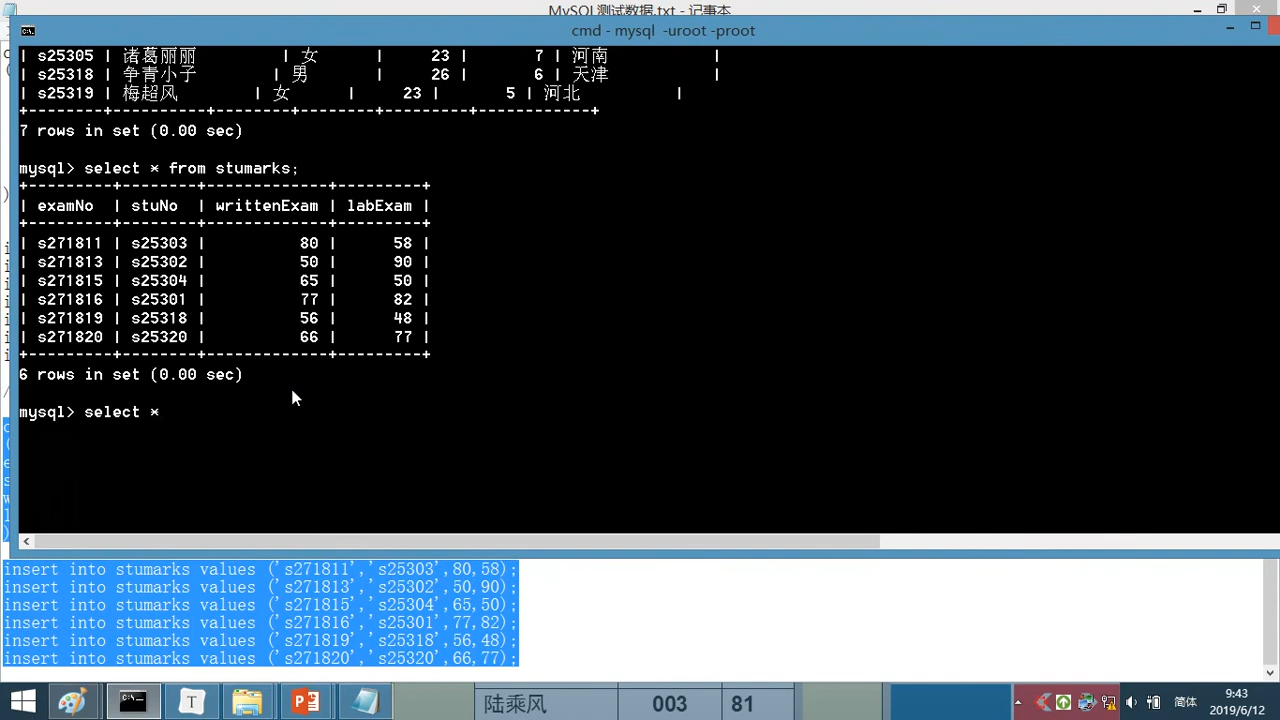 MySQL测试数据.txt - 记事本
cmd - mysql -uroot -proot
| s25305 | 诸葛丽丽 | 女 | 23 | 7 | 河南 |
| s25318 | 争青小子 | 男 | 26 | 6 | 天津 |
| s25319 | 梅超风 | 女 | 23 | 5 | 河北 |
+--------+----------+--------+---------+---------+------------+
7 rows in set (0.00 sec)
mysql> select * from stumarks;
+---------+--------+-------------+---------+
| examNo | stuNo | writtenExam | labExam |
+---------+--------+-------------+---------+
| s271811 | s25303 | 80 | 58 |
| s271813 | s25302 | 50 | 90 |
| s271815 | s25304 | 65 | 50 |
| s271816 | s25301 | 77 | 82 |
| s271819 | s25318 | 56 | 48 |
| s271820 | s25320 | 66 | 77 |
+---------+--------+-------------+---------+
6 rows in set (0.00 sec)
mysql> select *
insert into stumarks values ('s271811','s25303',80,58);
insert into stumarks values ('s271813','s25302',50,90);
insert into stumarks values ('s271815','s25304',65,50);
insert into stumarks values ('s271816','s25301',77,82);
insert into stumarks values ('s271819','s25318',56,48);
insert into stumarks values ('s271820','s25320',66,77);
陆乘风 003 81
简体
9:43
2019/6/12